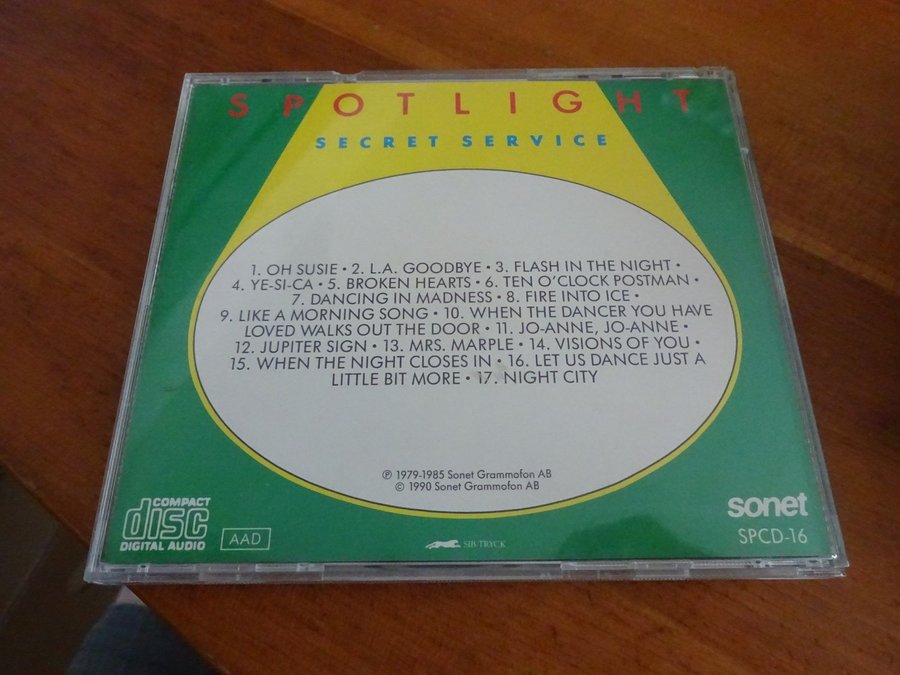 SPOTLIGHT
SECRET SERVICE
1. OH SUSIE • 2. L.A. GOODBYE • 3. FLASH IN THE NIGHT •
4. YE-SI-CA • 5. BROKEN HEARTS • 6. TEN O'CLOCK POSTMAN •
7. DANCING IN MADNESS • 8. FIRE INTO ICE •
9. LIKE A MORNING SONG • 10. WHEN THE DANCER YOU HAVE
LOVED WALKS OUT THE DOOR • 11. JO-ANNE, JO-ANNE •
12. JUPITER SIGN • 13. MRS. MARPLE • 14. VISIONS OF YOU •
15. WHEN THE NIGHT CLOSES IN • 16. LET US DANCE JUST A
LITTLE BIT MORE • 17. NIGHT CITY
℗ 1979-1985 Sonet Grammofon AB
© 1990 Sonet Grammofon AB
COMPACT
disc
DIGITAL AUDIO
AAD
SIB-TRYCK
sonet
SPCD-16